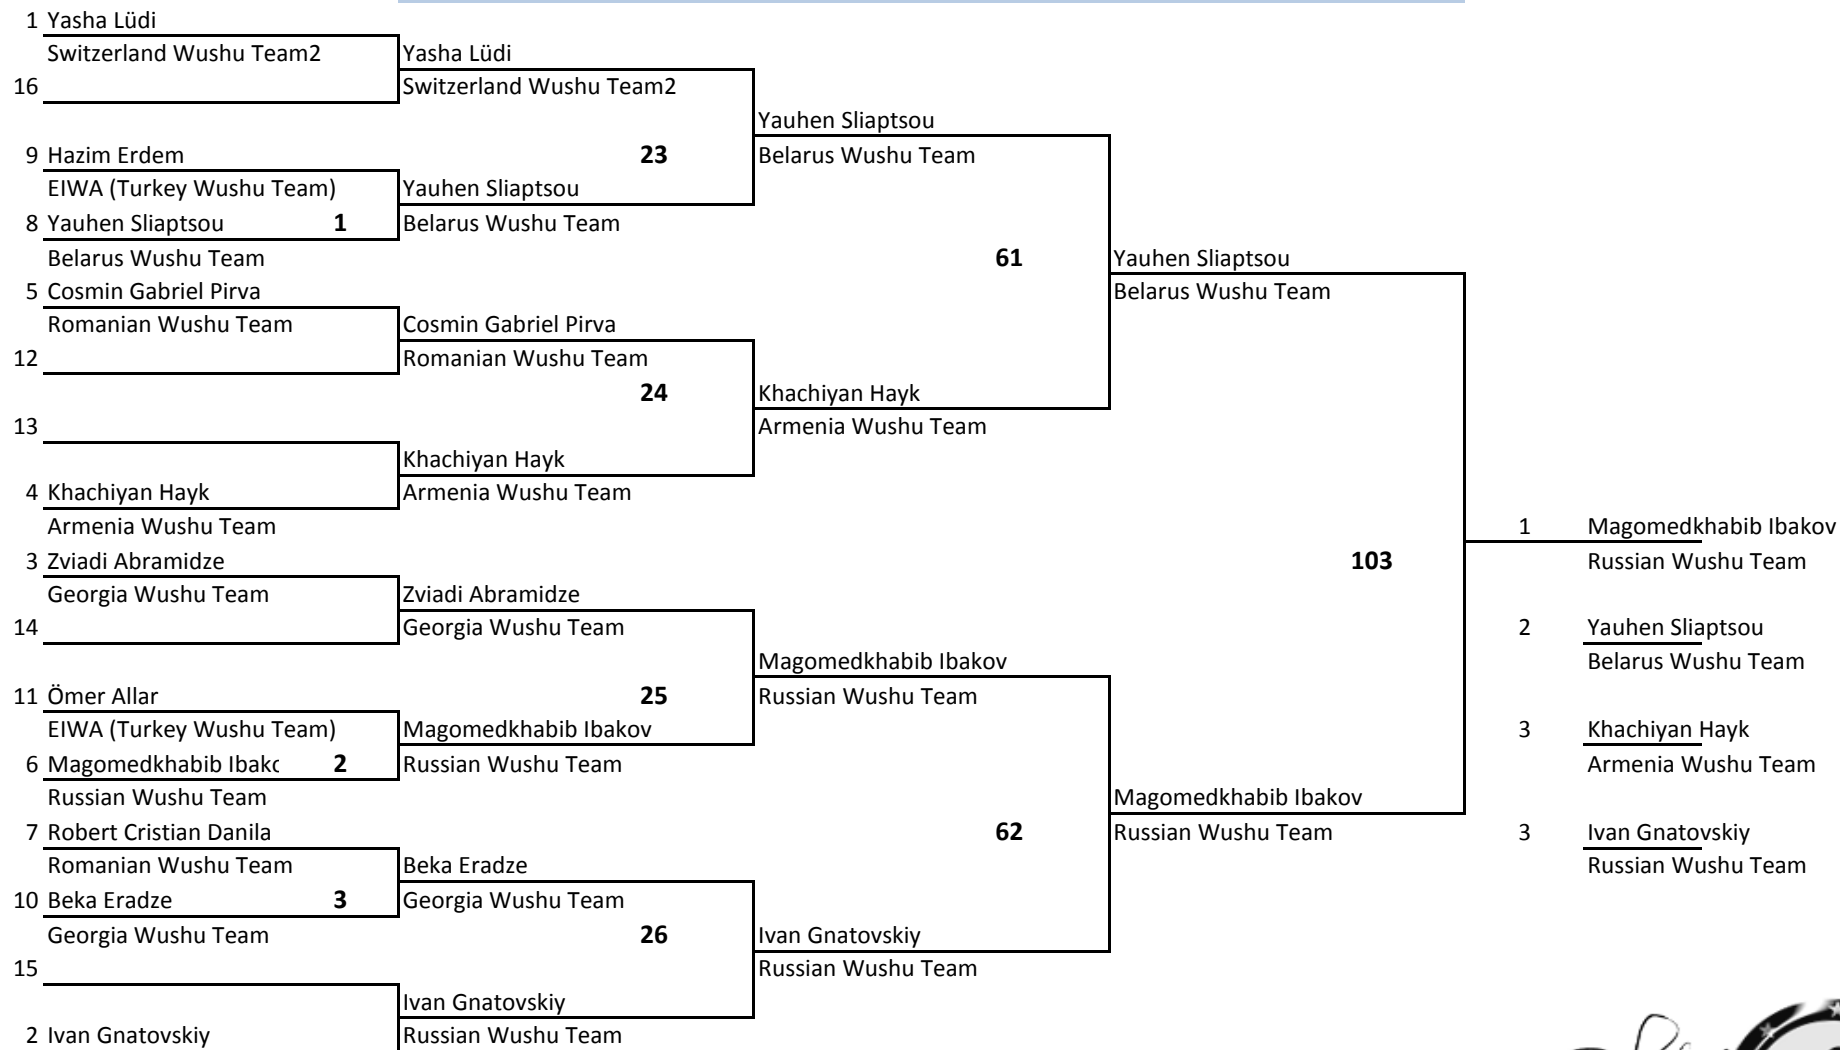 1 Yasha Lüdi
Switzerland Wushu Team2 Yasha Lüdi
16 Switzerland Wushu Team2
Yauhen Sliaptsou
9 Hazim Erdem 23 Belarus Wushu Team
EIWA (Turkey Wushu Team) Yauhen Sliaptsou
8 Yauhen Sliaptsou 1 Belarus Wushu Team
Belarus Wushu Team 61 Yauhen Sliaptsou
5 Cosmin Gabriel Pirva Belarus Wushu Team
Romanian Wushu Team Cosmin Gabriel Pirva
12 Romanian Wushu Team
24 Khachiyan Hayk
13 Armenia Wushu Team
Khachiyan Hayk
4 Khachiyan Hayk Armenia Wushu Team
Armenia Wushu Team 1 Magomedkhabib Ibakov
3 Zviadi Abramidze 103 Russian Wushu Team
Georgia Wushu Team Zviadi Abramidze
14 Georgia Wushu Team 2 Yauhen Sliaptsou
Magomedkhabib Ibakov Belarus Wushu Team
11 Ömer Allar 25 Russian Wushu Team
EIWA (Turkey Wushu Team) Magomedkhabib Ibakov 3 Khachiyan Hayk
6 Magomedkhabib Ibakc 2 Russian Wushu Team Armenia Wushu Team
Russian Wushu Team Magomedkhabib Ibakov
7 Robert Cristian Danila 62 Russian Wushu Team 3 Ivan Gnatovskiy
Romanian Wushu Team Beka Eradze Russian Wushu Team
10 Beka Eradze 3 Georgia Wushu Team
Georgia Wushu Team 26 Ivan Gnatovskiy
15 Russian Wushu Team
Ivan Gnatovskiy
2 Ivan Gnatovskiy Russian Wushu Team